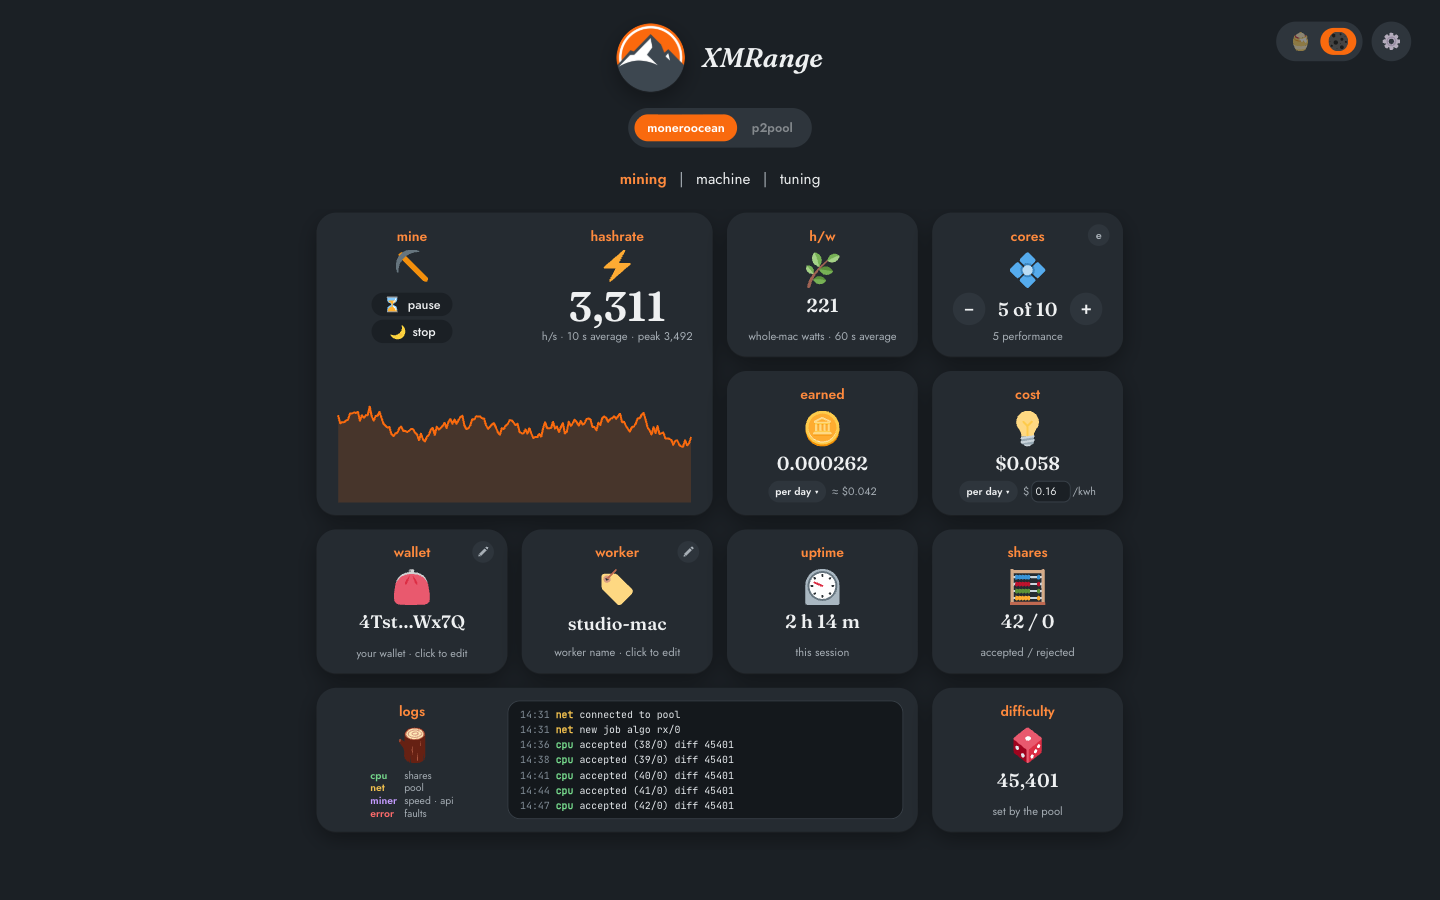 XMRange
moneroocean p2pool
mining | machine | tuning
mine
pause
stop
hashrate
3,311
h/s · 10 s average · peak 3,492
h/w
221
whole-mac watts · 60 s average
cores
e
− 5 of 10 +
5 performance
earned
0.000262
per day ▾ ≈ $0.042
cost
$0.058
per day ▾ $ 0.16 /kwh
wallet
4Tst...Wx7Q
your wallet · click to edit
worker
studio-mac
worker name · click to edit
uptime
2 h 14 m
this session
shares
42 / 0
accepted / rejected
logs
cpu shares
net pool
miner speed · api
error faults
14:31 net connected to pool
14:31 net new job algo rx/0
14:36 cpu accepted (38/0) diff 45401
14:38 cpu accepted (39/0) diff 45401
14:41 cpu accepted (40/0) diff 45401
14:44 cpu accepted (41/0) diff 45401
14:47 cpu accepted (42/0) diff 45401
difficulty
45,401
set by the pool